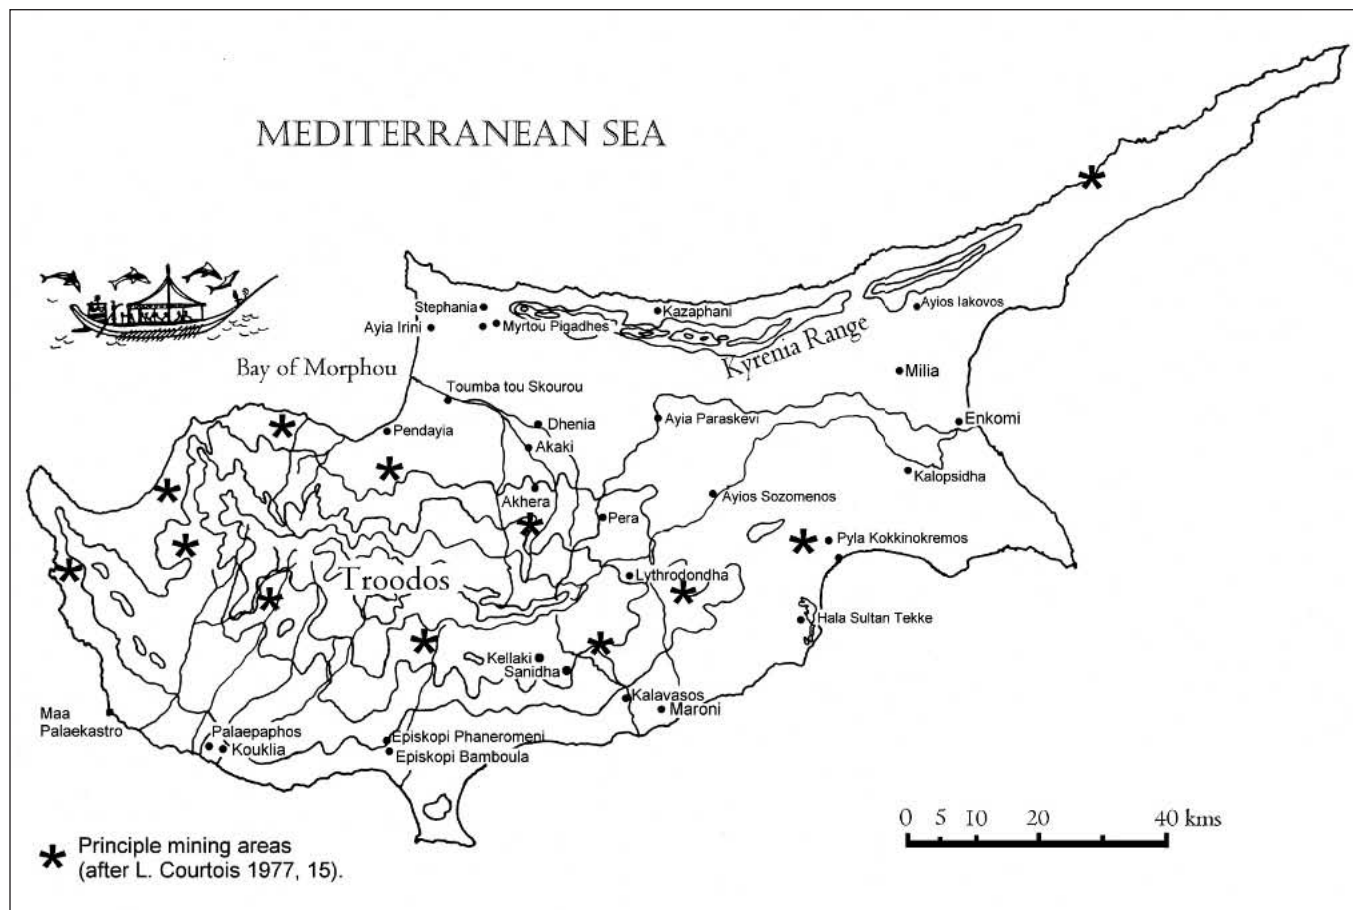 MEDITERRANEAN SEA
Stephania
Kazaphani
Ayios Iakovos
Ayia Irini
Myrtou Pigadhes
Kyrenia Range
Bay of Morphou
Milia
Toumba tou Skourou
Pendayia
Dhenia
Ayia Paraskevi
Enkomi
Akaki
Kalopsidha
Akhera
Ayios Sozomenos
Pera
Pyla Kokkinokremos
Troodos
Lythrodondha
Hala Sultan Tekke
Kellaki
Sanidha
Kalavasos
Maroni
Maa
Palaekastro
Palaepaphos
Kouklia
Episkopi Phaneromeni
Episkopi Bamboula
0 5 10 20 40 kms
Principle mining areas
(after L. Courtois 1977, 15).